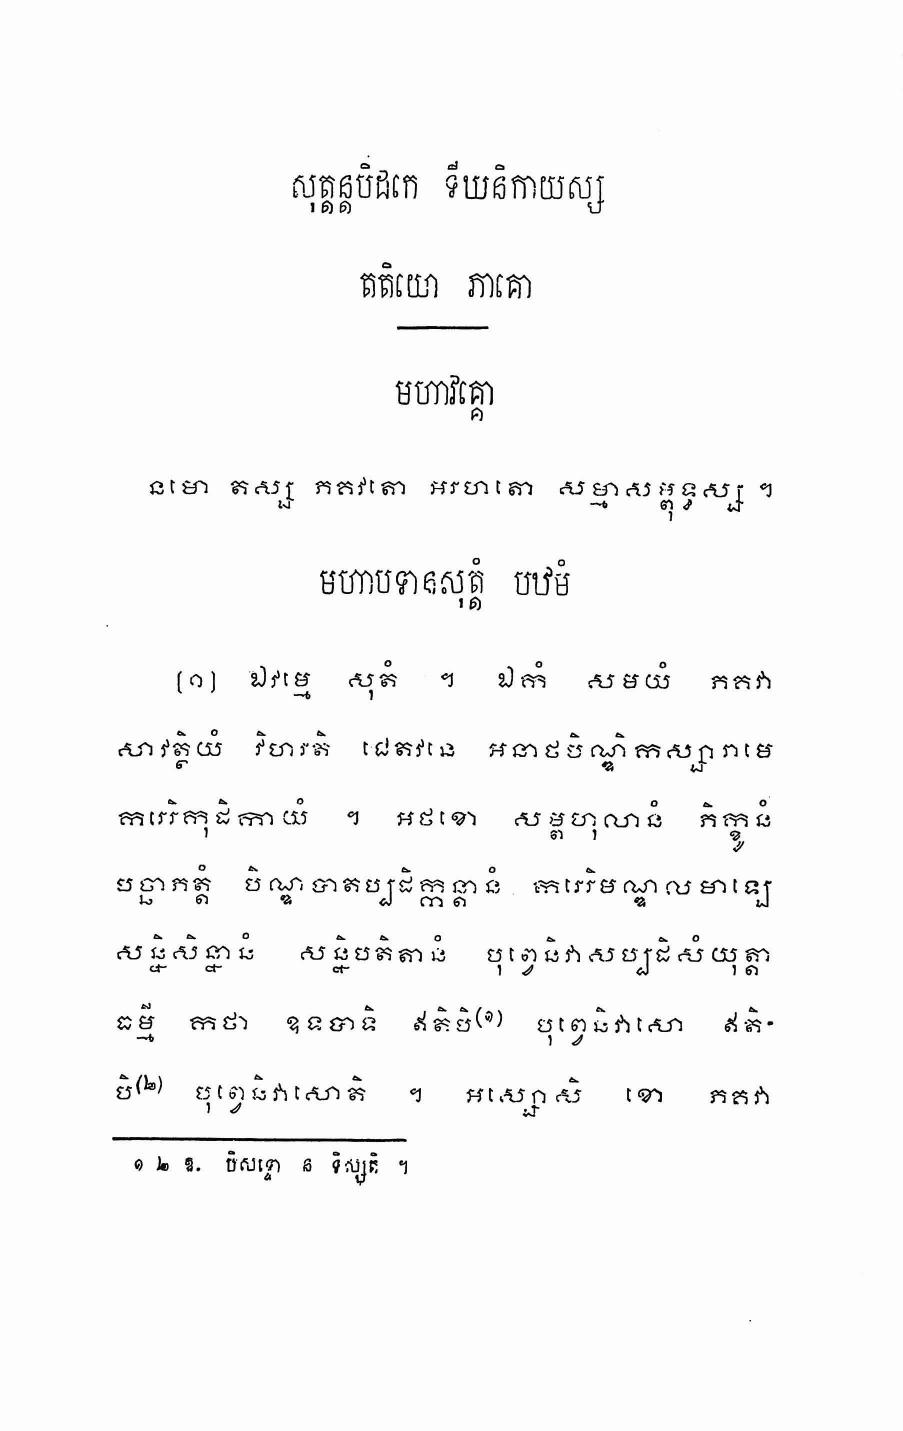 សុត្តន្តបិដកេ ទីឃនិកាយស្ស
តតិយោ ភាគោ
មហាវគ្គោ
នមោ តស្ស ភគវតោ អរហតោ សម្មាសម្ពុទ្ធស្ស ។
មហាបទានសុត្តំ បឋមំ
[១] ឯវម្មេ សុតំ ។ ឯកំ សមយំ ភគវា
សាវត្ថិយំ វិហរតិ ជេតវនេ អនាថបិណ្ឌិកស្សារាមេ
ករេរិកុដិកាយំ ។ អថខោ សម្ពហុលានំ ភិក្ខូនំ
បច្ឆាភត្តំ បិណ្ឌបាតប្បដិក្កន្តានំ ករេរិមណ្ឌលមាឡេ
សន្និសិន្នានំ សន្និបតិតានំ បុព្វេនិវាសប្បដិសំយុត្តា
ធម្មី កថា ឧទបាទិ ឥតិបិ(១) បុព្វេនិវាសោ ឥតិ-
បិ(២) បុព្វេនិវាសោតិ ។ អស្សោសិ ខោ ភគវា
១ ២ ឱ. បិសទ្ទោ ន ទិស្សតិ ។